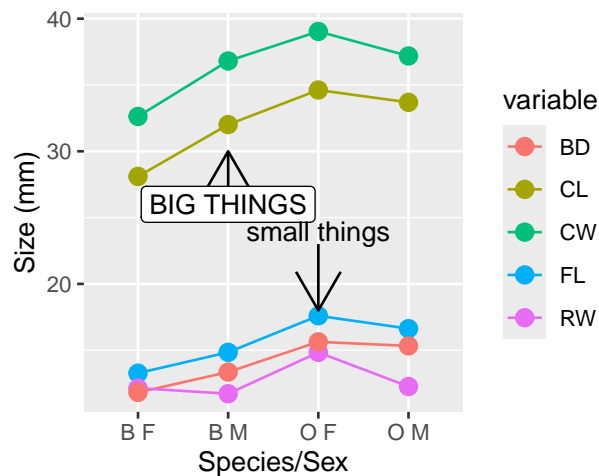 40
30
20
Size (mm)
BIG THINGS
small things
B F
B M
O F
O M
Species/Sex
variable
BD
CL
CW
FL
RW